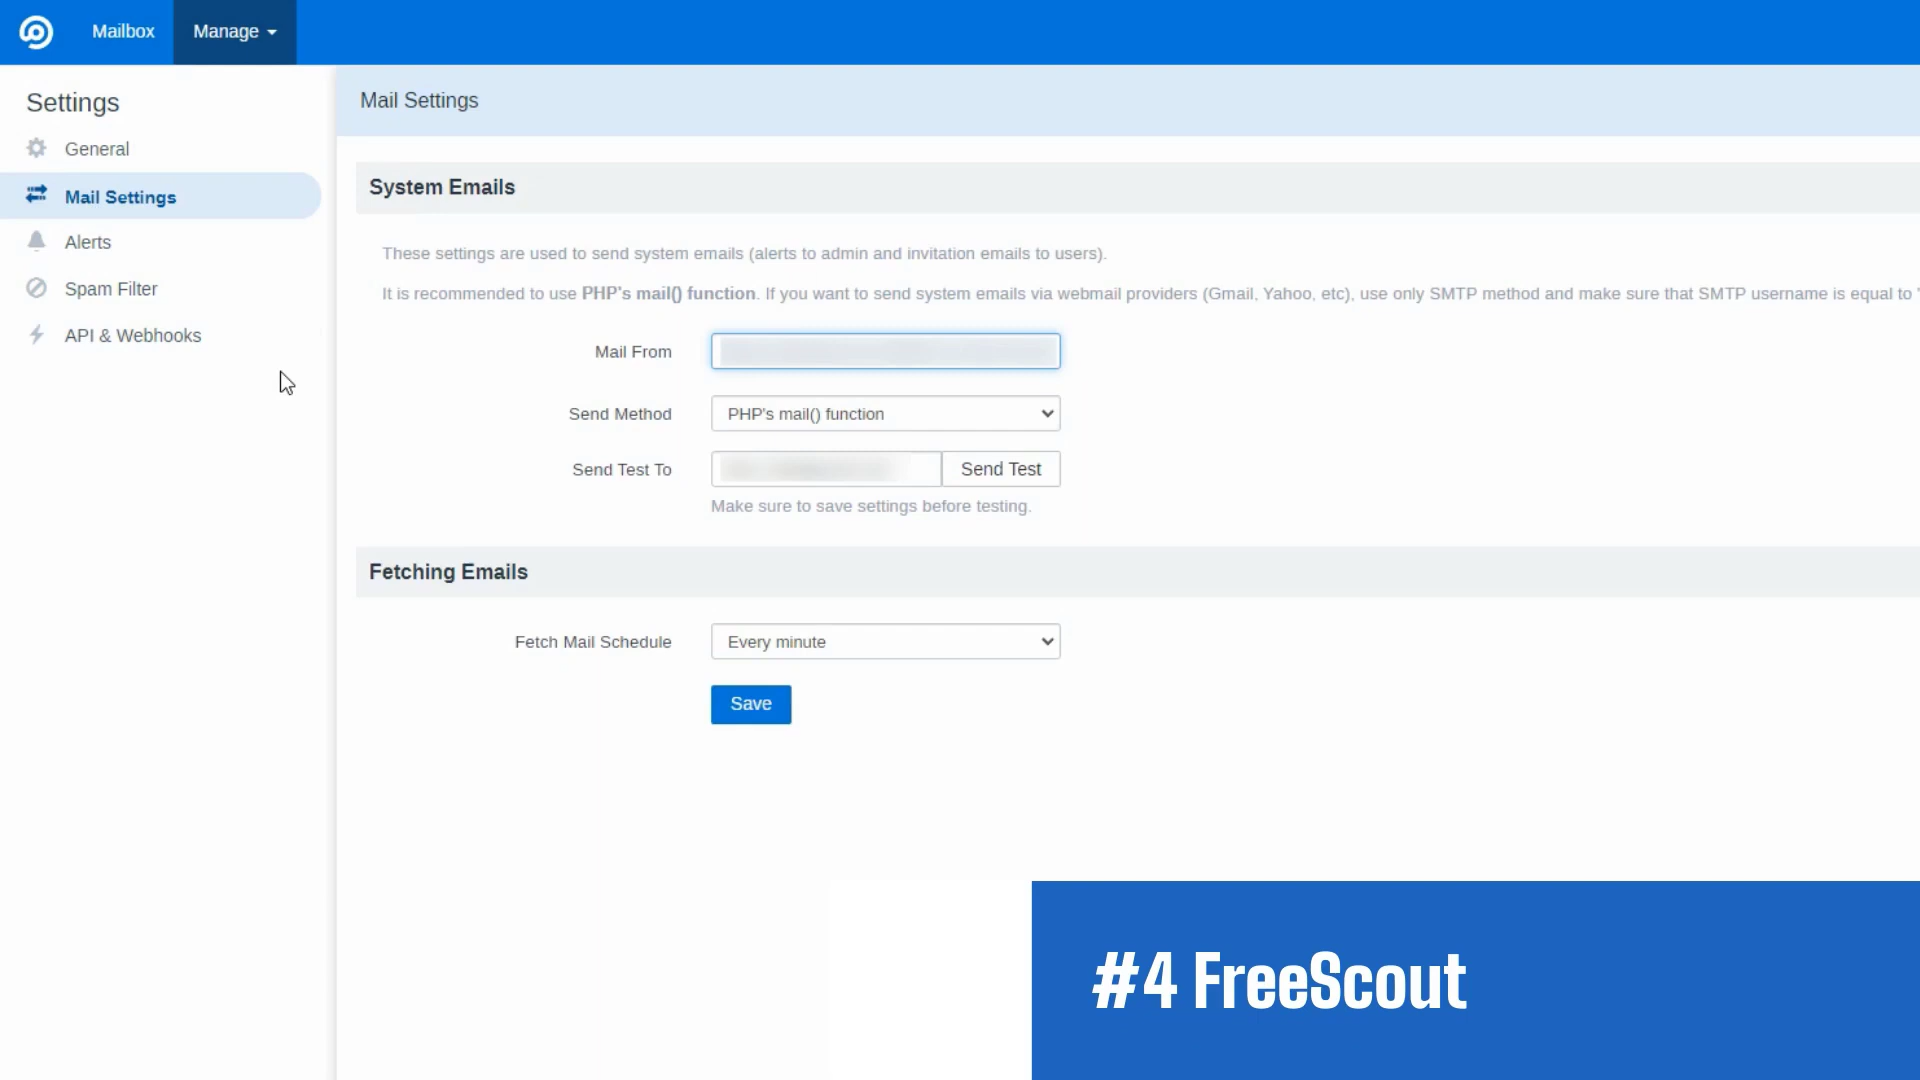 Mailbox
Manage
Settings
General
Mail Settings
Alerts
Spam Filter
API & Webhooks
Mail Settings
System Emails
These settings are used to send system emails (alerts to admin and invitation emails to users).
It is recommended to use PHP's mail() function. If you want to send system emails via webmail providers (Gmail, Yahoo, etc), use only SMTP method and make sure that SMTP username is equal to '
Mail From
Send Method
PHP's mail() function
Send Test To
Send Test
Make sure to save settings before testing.
Fetching Emails
Fetch Mail Schedule
Every minute
Save
#4 FreeScout